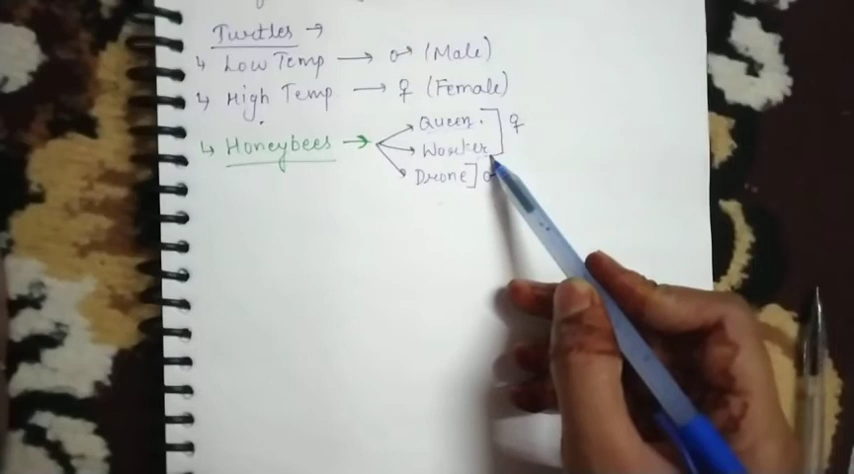 Turtles →
↳ Low Temp → ♂ (Male)
↳ High Temp → ♀ (Female)
↳ Honeybees → Queen. ] ♀
Worker
Drone ] ♂